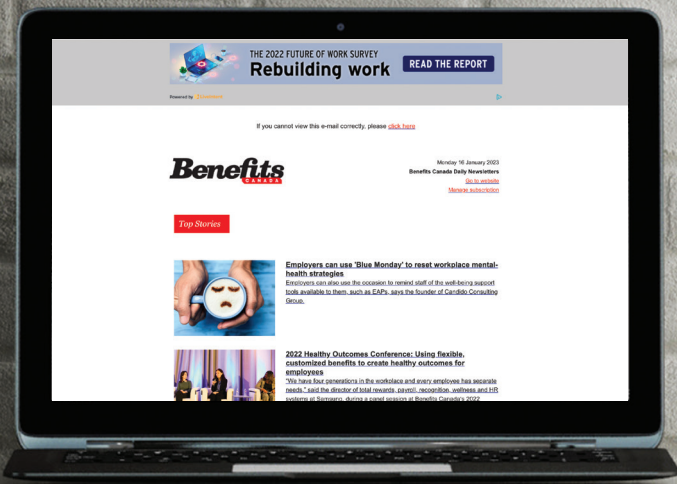 THE 2022 FUTURE OF WORK SURVEY
Rebuilding work
READ THE REPORT
Powered by
If you cannot view this e-mail correctly, please click here
Benefits
CANADA
Monday 16 January 2023
Benefits Canada Daily Newsletters
Go to website
Manage subscription
Top Stories
Employers can use 'Blue Monday' to reset workplace mental-
health strategies
Employers can also use the occasion to remind staff of the well-being support
tools available to them, such as EAPs, says the founder of Candido Consulting
Group.
2022 Healthy Outcomes Conference: Using flexible,
customized benefits to create healthy outcomes for
employees
"We have four generations in the workplace and every employee has separate
needs," said the director of total rewards, payroll, recognition, wellness and HR
systems at Samsung, during a panel session at Benefits Canada's 2022